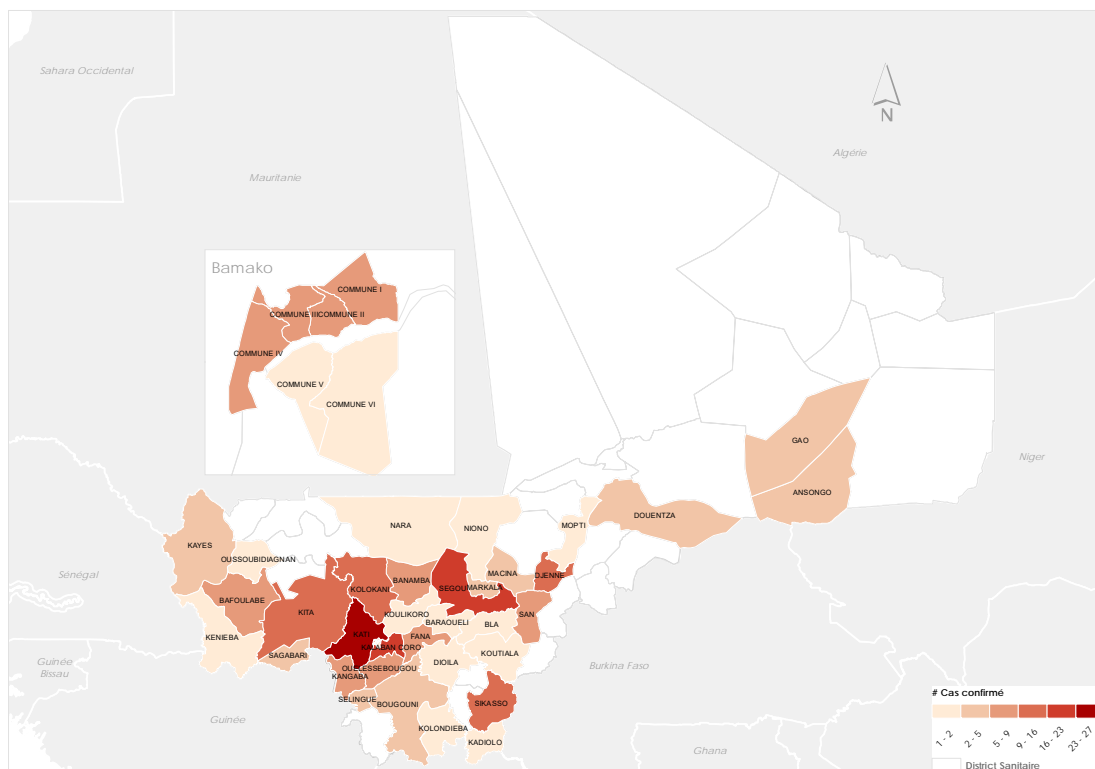 Sahara Occidental
N
Algérie
Mauritanie
Bamako
COMMUNE I
COMMUNE III
COMMUNE II
COMMUNE IV
COMMUNE V
COMMUNE VI
GAO
Niger
ANSONGO
DOUENTZA
MOPTI
NARA
NIONO
KAYES
OUSSOUBIDIAGNAN
Sénégal
MACINA
DJENNE
BANAMBA
SEGOU
MARKALA
KOLOKANI
BAFOULABE
KITA
KOULIKORO
SAN
BARAOUELI
BLA
KENIEBA
KATI
FANA
KALABAN CORO
KOUTIALA
SAGABARI
OUELESSEBOUGOU
DIOILA
Guinée
Bissau
Burkina Faso
KANGABA
SELINGUE
BOUGOUNI
SIKASSO
Guinée
KOLONDIEBA
KADIOLO
Ghana
# Cas confirmé
1 - 2
2 - 5
5 - 9
9 - 16
16 - 23
23 - 27
District Sanitaire